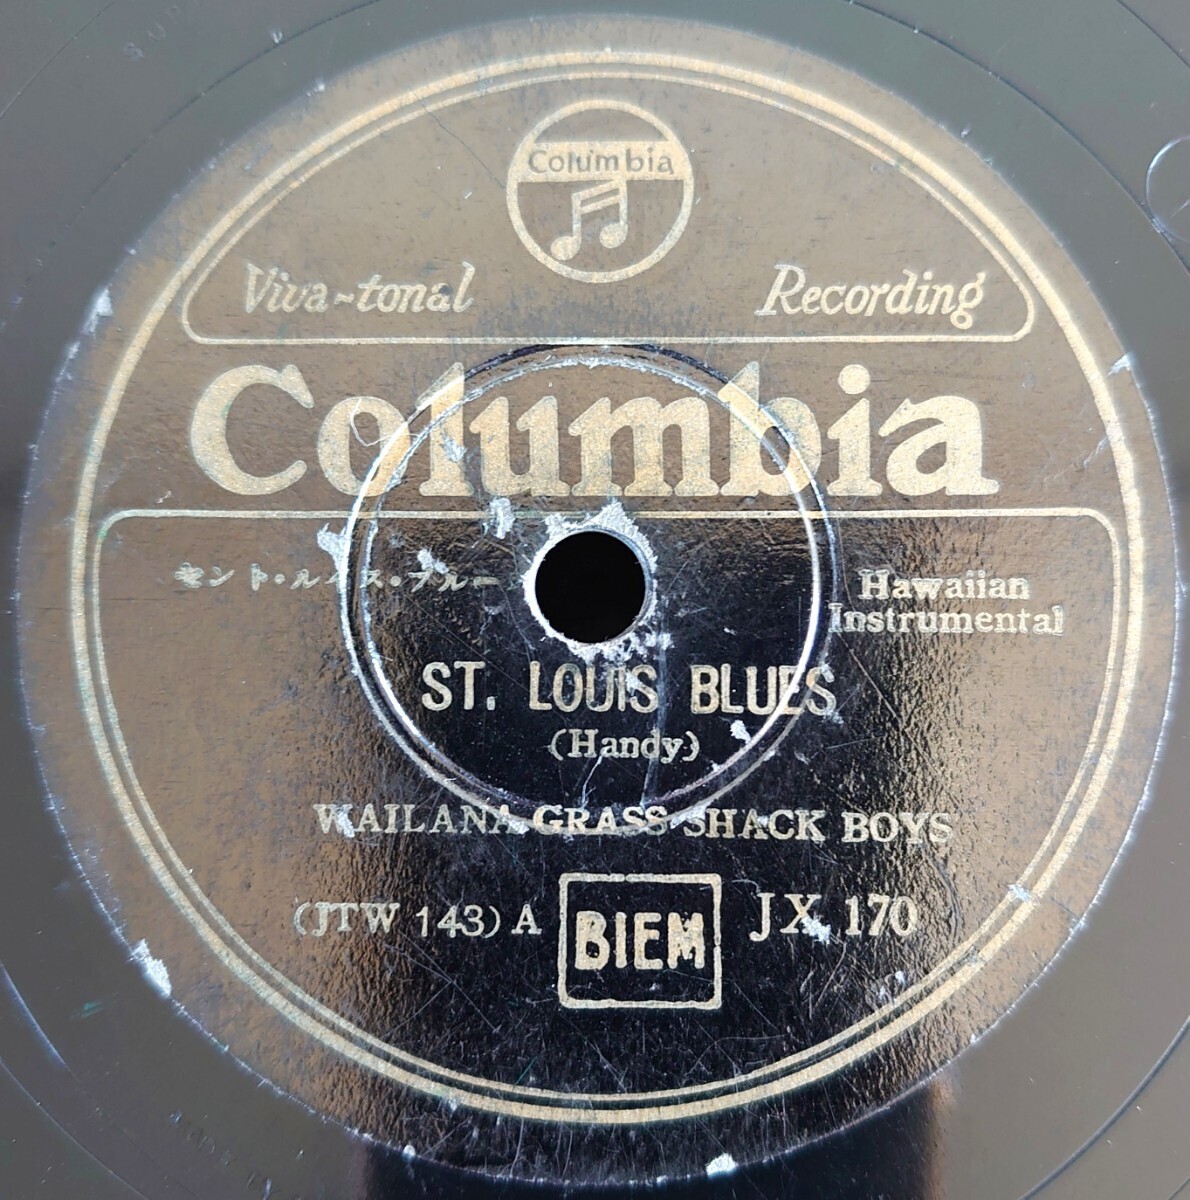 Columbia
Viva-tonal Recording
Columbia
セント・ルイス・ブルー
Hawaiian
Instrumental
ST. LOUIS BLUES
(Handy)
WAILANA GRASS SHACK BOYS
(JTW 143) A BIEM JX 170